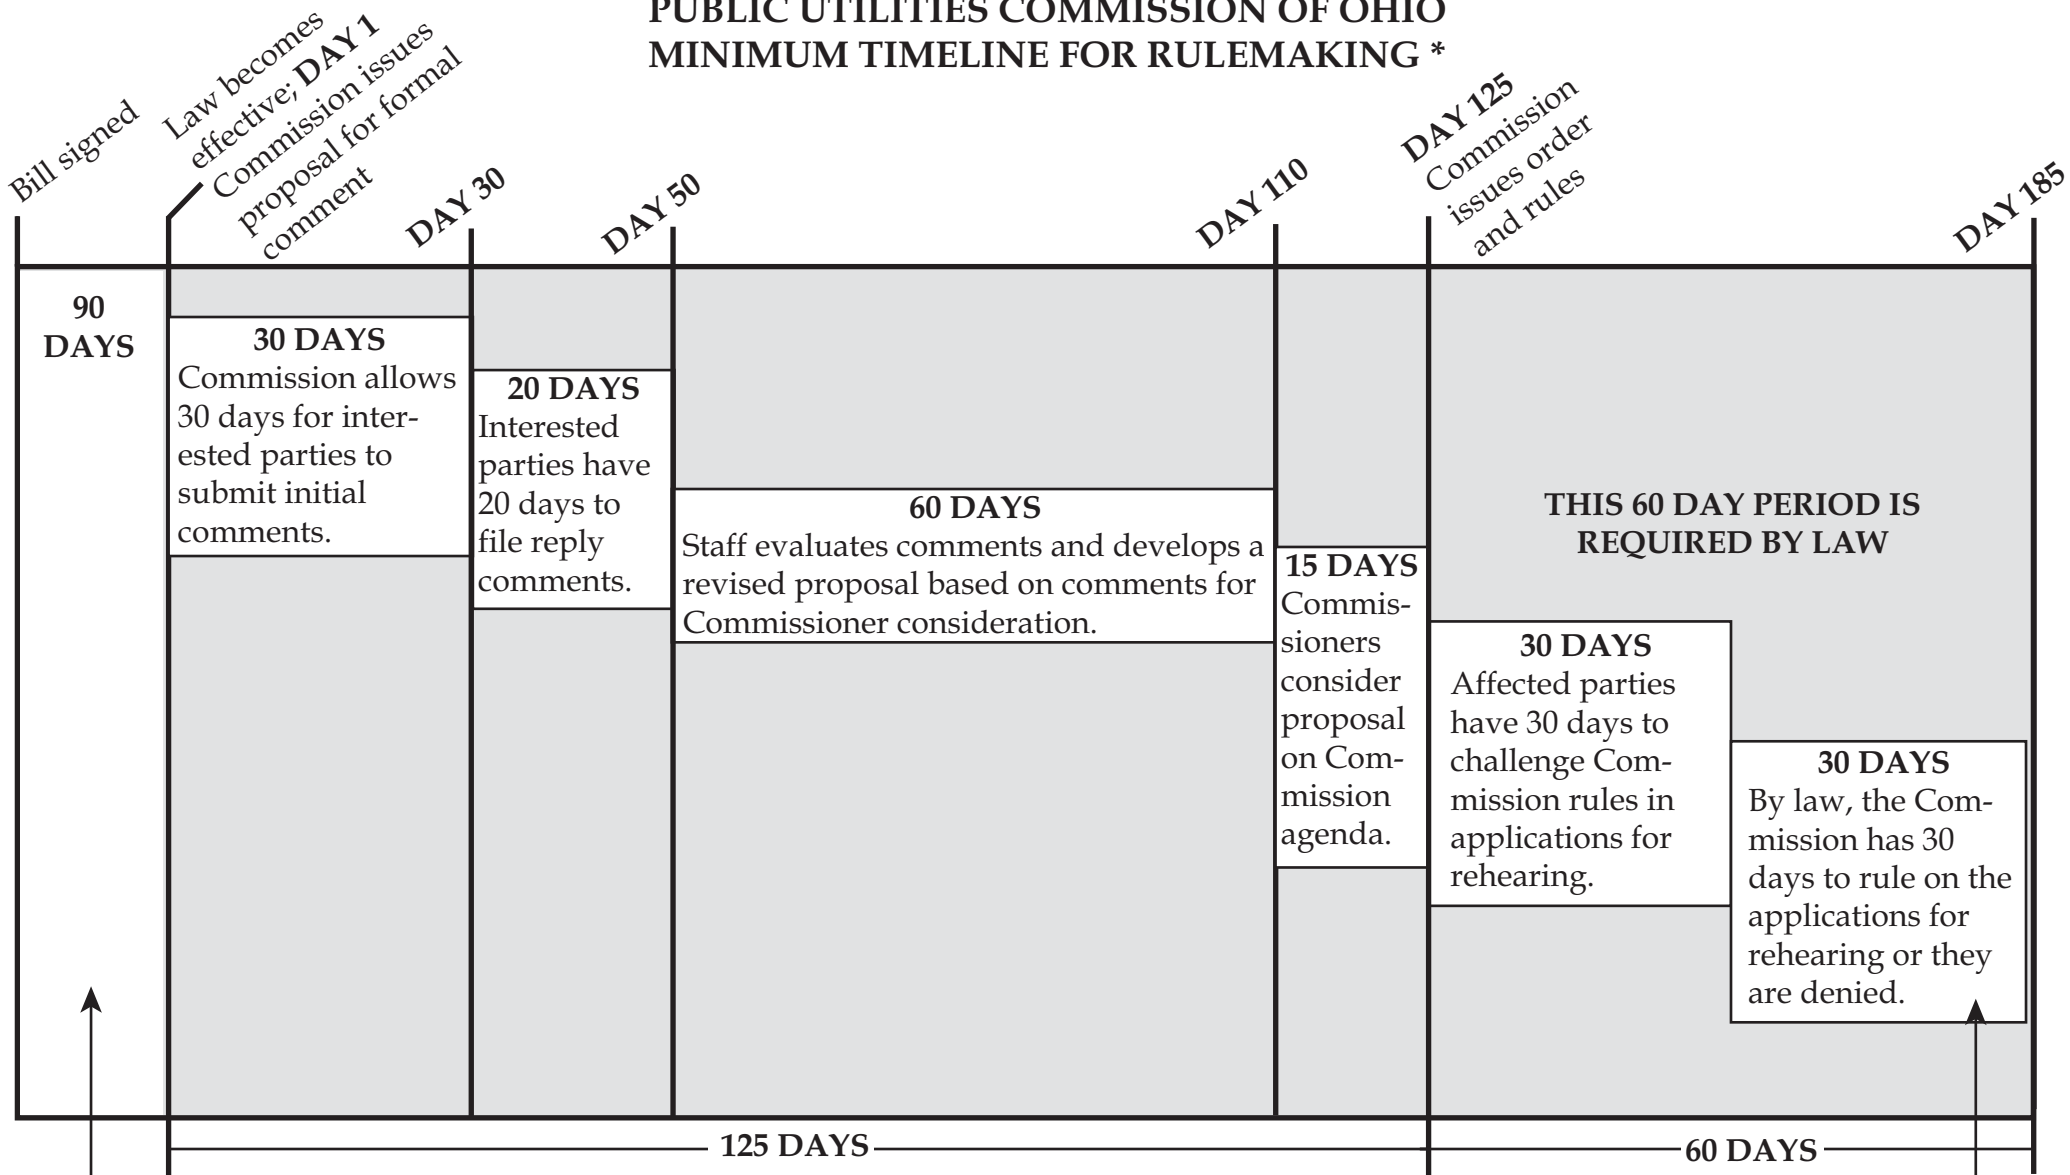 PUBLIC UTILITIES COMMISSION OF OHIO
MINIMUM TIMELINE FOR RULEMAKING *
Bill signed
Law becomes
effective; DAY 1
Commission issues
proposal for formal
comment
DAY 30
DAY 50
DAY 110
DAY 125
Commission
issues order
and rules
DAY 185
90
DAYS
30 DAYS
Commission allows
30 days for inter-
ested parties to
submit initial
comments.
20 DAYS
Interested
parties have
20 days to
file reply
comments.
60 DAYS
Staff evaluates comments and develops a
revised proposal based on comments for
Commissioner consideration.
15 DAYS
Commis-
sioners
consider
proposal
on Com-
mission
agenda.
THIS 60 DAY PERIOD IS
REQUIRED BY LAW
30 DAYS
Affected parties
have 30 days to
challenge Com-
mission rules in
applications for
rehearing.
30 DAYS
By law, the Com-
mission has 30
days to rule on the
applications for
rehearing or they
are denied.
125 DAYS
60 DAYS